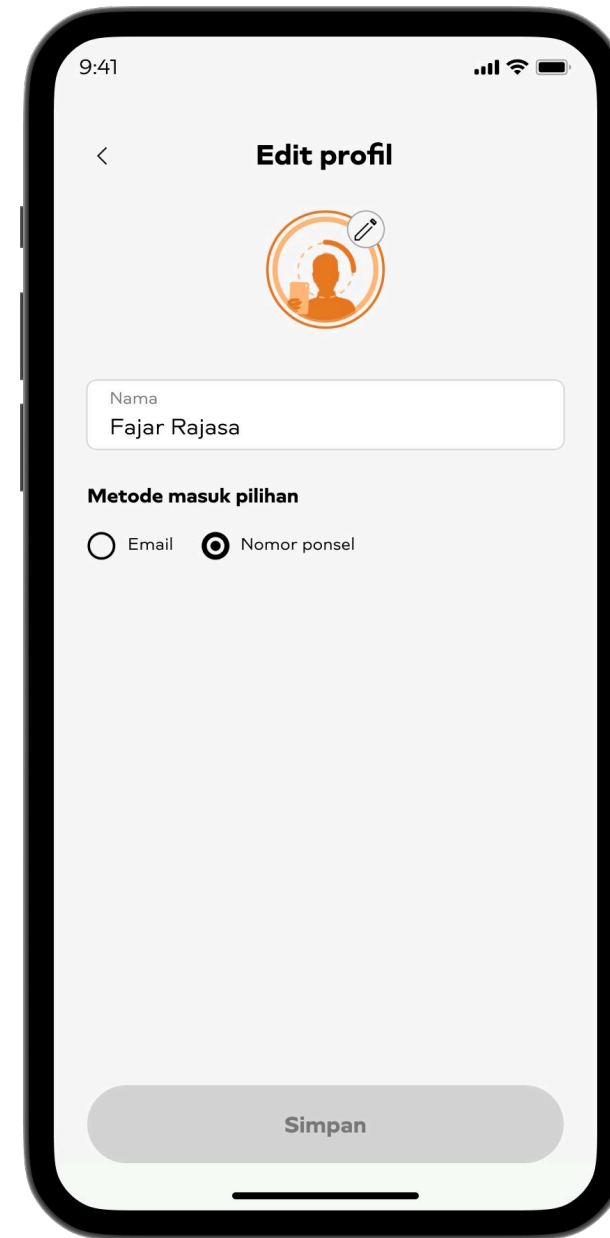 9:41
Edit profil
Nama
Fajar Rajasa
Metode masuk pilihan
Email
Nomor ponsel
Simpan